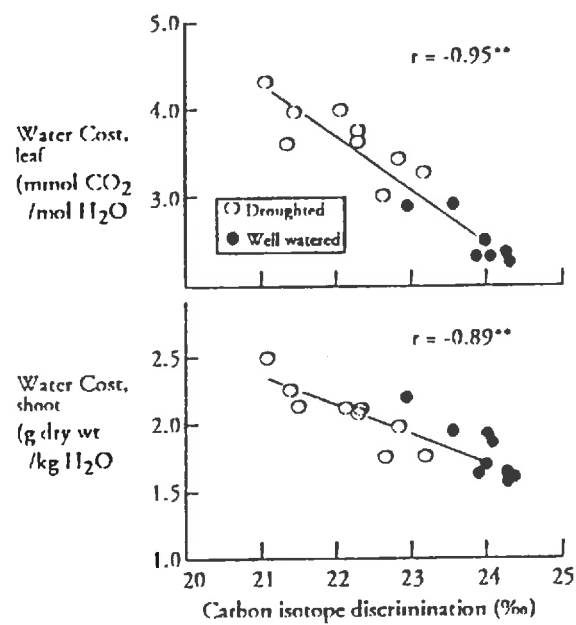 5.0
r = -0.95**
4.0
Water Cost,
leaf
(mmol CO2
/mol H2O
3.0
Droughted
Well watered
r = -0.89**
2.5
Water Cost,
shoot
2.0
(g dry wt
/kg H2O
1.5
1.0
20 21 22 23 24 25
Carbon isotope discrimination (‰)